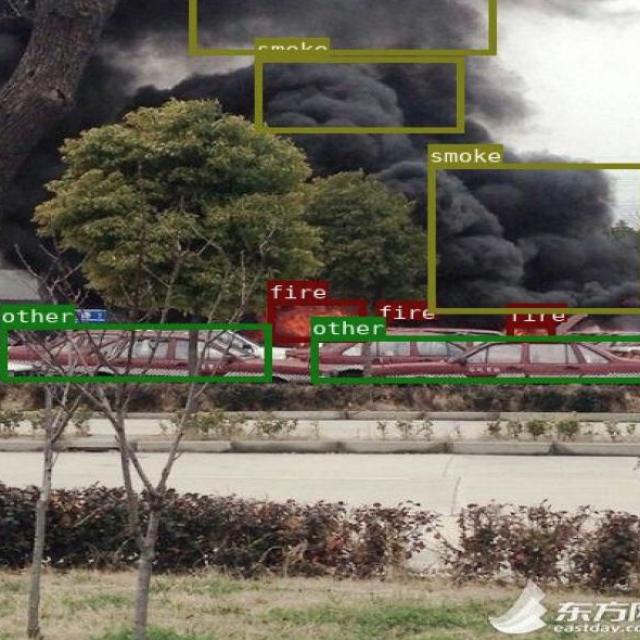 smoke
smoke
fire
fire
fire
other
other
东方网
eastday.com